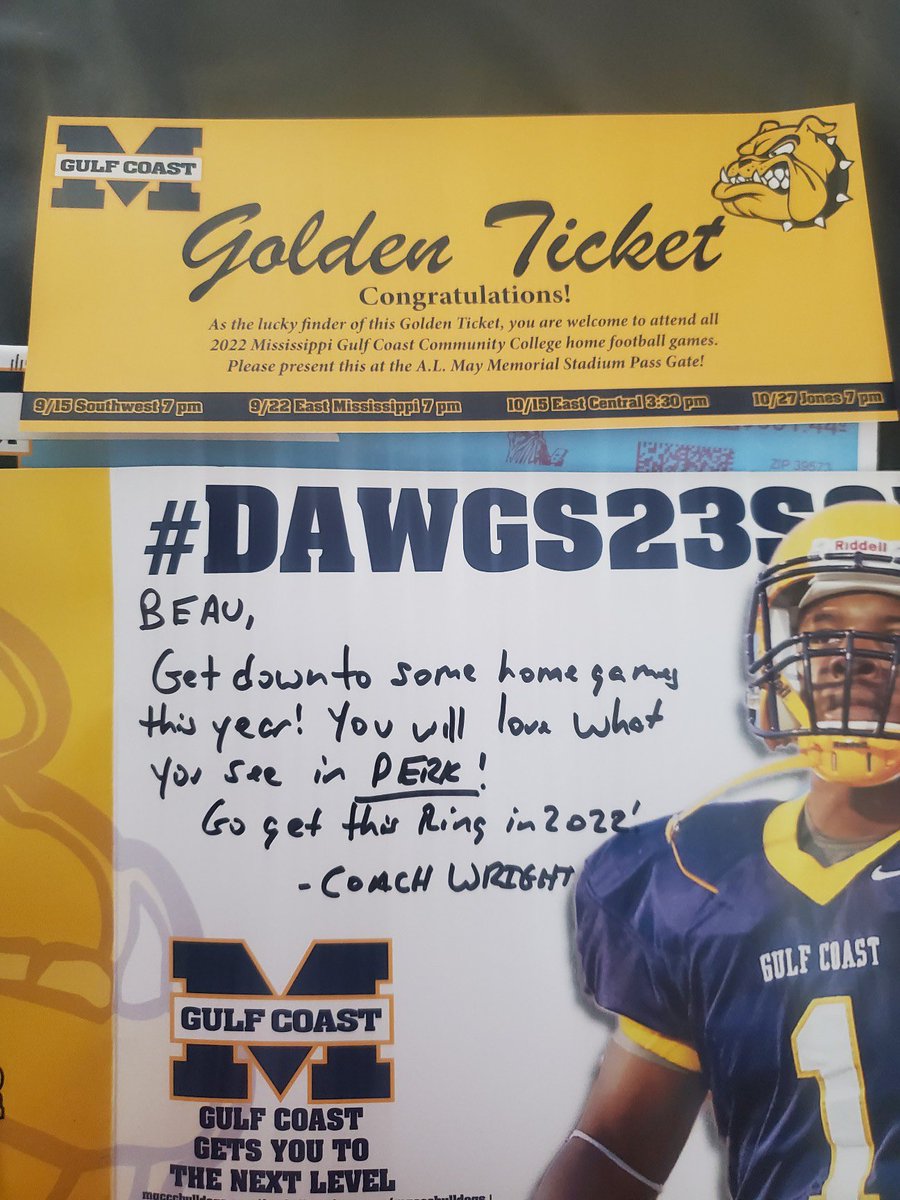 GULF COAST
Golden Ticket
Congratulations!
As the lucky finder of this Golden Ticket, you are welcome to attend all
2022 Mississippi Gulf Coast Community College home football games.
Please present this at the A.L. May Memorial Stadium Pass Gate!
9/15 Southwest 7 pm 9/22 East Mississippi 7 pm 10/15 East Central 3:30 pm 10/27 Jones 7 pm
ZIP 39573
#DAWGS23S
Riddell
BEAU,
Get down to some home games
this year! You will love what
you see in PERK!
Go get this Ring in 2022!
- COACH WRIGHT
GULF COAST
1
GULF COAST
GULF COAST
GETS YOU TO
THE NEXT LEVEL